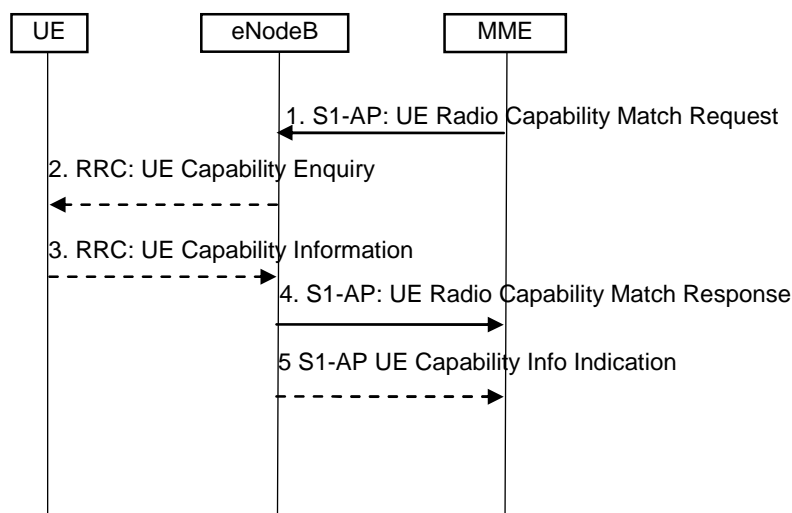 UE
eNodeB
MME
1. S1-AP: UE Radio Capability Match Request
2. RRC: UE Capability Enquiry
3. RRC: UE Capability Information
4. S1-AP: UE Radio Capability Match Response
5 S1-AP UE Capability Info Indication